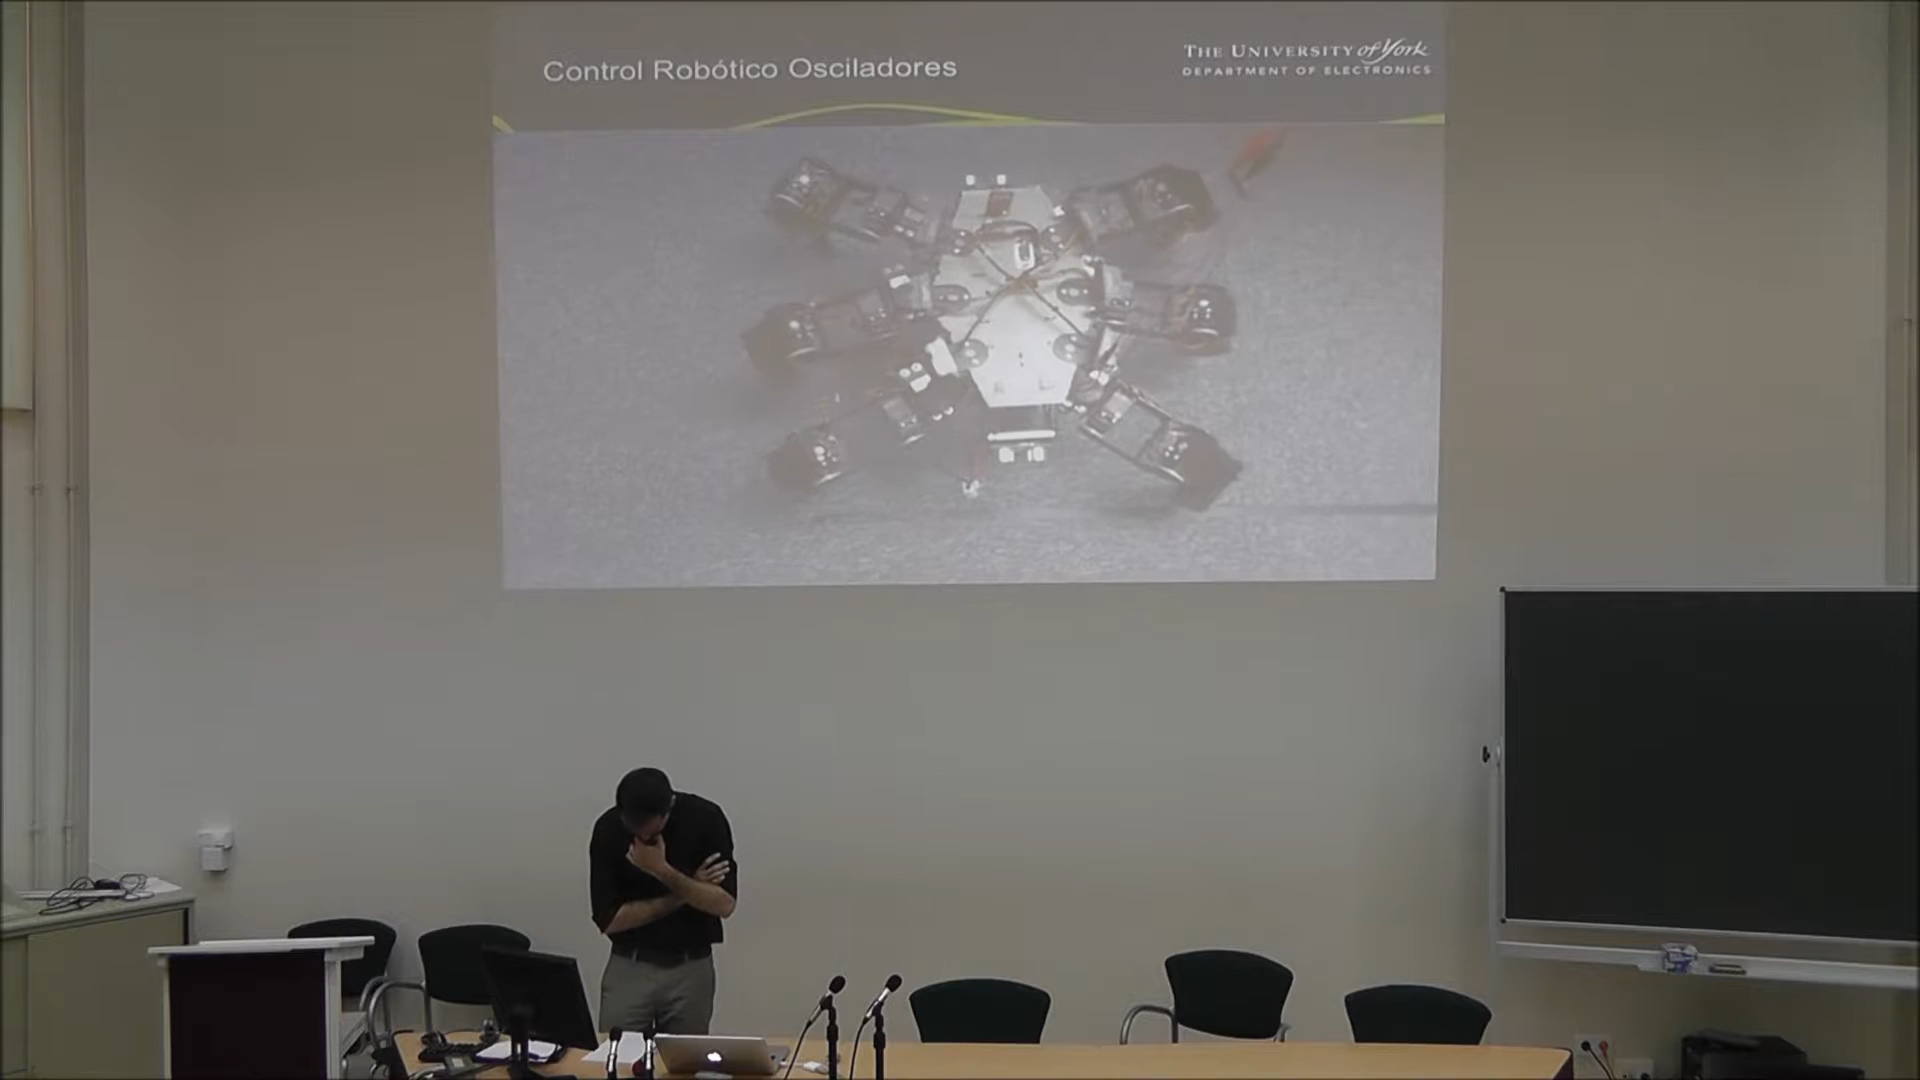 Control Robótico Osciladores
THE UNIVERSITY of York
DEPARTMENT OF ELECTRONICS